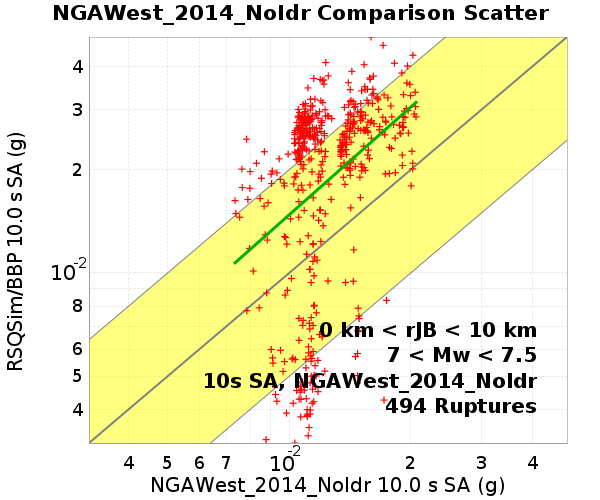 NGAWest_2014_NoIdr Comparison Scatter
RSQSim/BBP 10.0 s SA (g)
4
3
2
10-2
8
6
5
4
0 km < rJB < 10 km
7 < Mw < 7.5
10s SA, NGAWest_2014_NoIdr
494 Ruptures
4 5 6 7 10-2 2 3 4
NGAWest_2014_NoIdr 10.0 s SA (g)